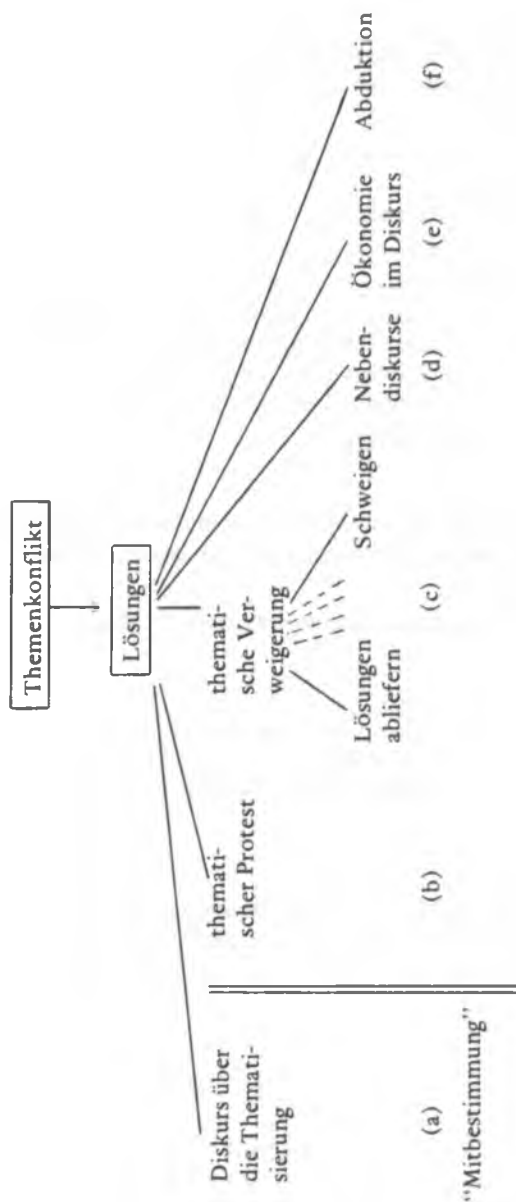 Themenkonflikt
Lösungen
Diskurs über
die Themati-
sierung
themati-
scher Protest
themati-
sche Ver-
weigerung
Lösungen
abliefern
Schweigen
Neben-
diskurse
Ökonomie
im Diskurs
Abduktion
(a)
(b)
(c)
(d)
(e)
(f)
"Mitbestimmung"